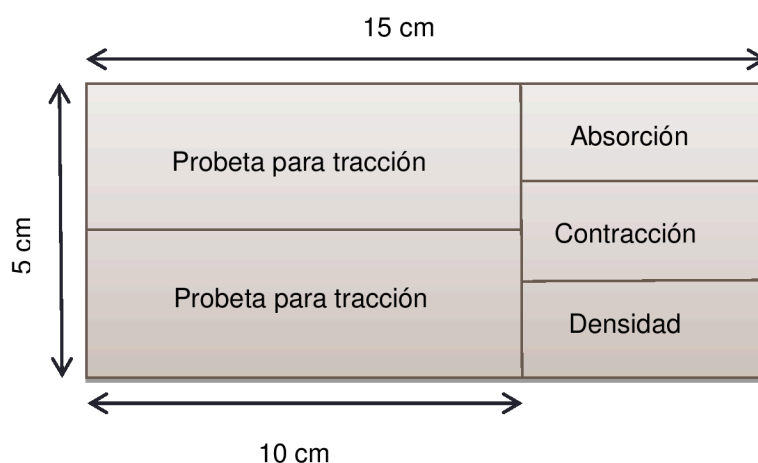 15 cm
Probeta para tracción
Absorción
5 cm
Contracción
Probeta para tracción
Densidad
10 cm